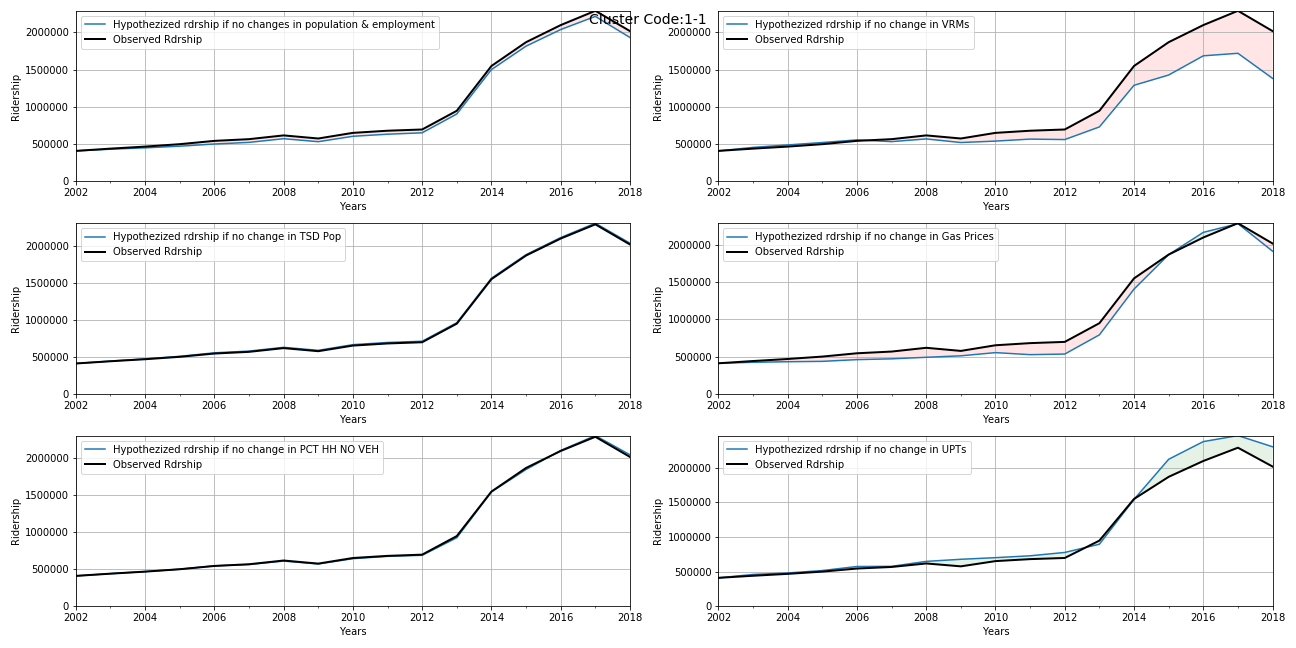 Cluster Code:1-1
Hypothezized rdrship if no changes in population & employment
Observed Rdrship
2000000
1500000
1000000
500000
0
Ridership
2002 2004 2006 2008 2010 2012 2014 2016 2018
Years
Hypothezized rdrship if no change in VRMs
Observed Rdrship
2000000
1500000
1000000
500000
0
Ridership
2002 2004 2006 2008 2010 2012 2014 2016 2018
Years
Hypothezized rdrship if no change in TSD Pop
Observed Rdrship
2000000
1500000
1000000
500000
0
Ridership
2002 2004 2006 2008 2010 2012 2014 2016 2018
Years
Hypothezized rdrship if no change in Gas Prices
Observed Rdrship
2000000
1500000
1000000
500000
0
Ridership
2002 2004 2006 2008 2010 2012 2014 2016 2018
Years
Hypothezized rdrship if no change in PCT HH NO VEH
Observed Rdrship
2000000
1500000
1000000
500000
0
Ridership
2002 2004 2006 2008 2010 2012 2014 2016 2018
Years
Hypothezized rdrship if no change in UPTs
Observed Rdrship
2000000
1500000
1000000
500000
0
Ridership
2002 2004 2006 2008 2010 2012 2014 2016 2018
Years